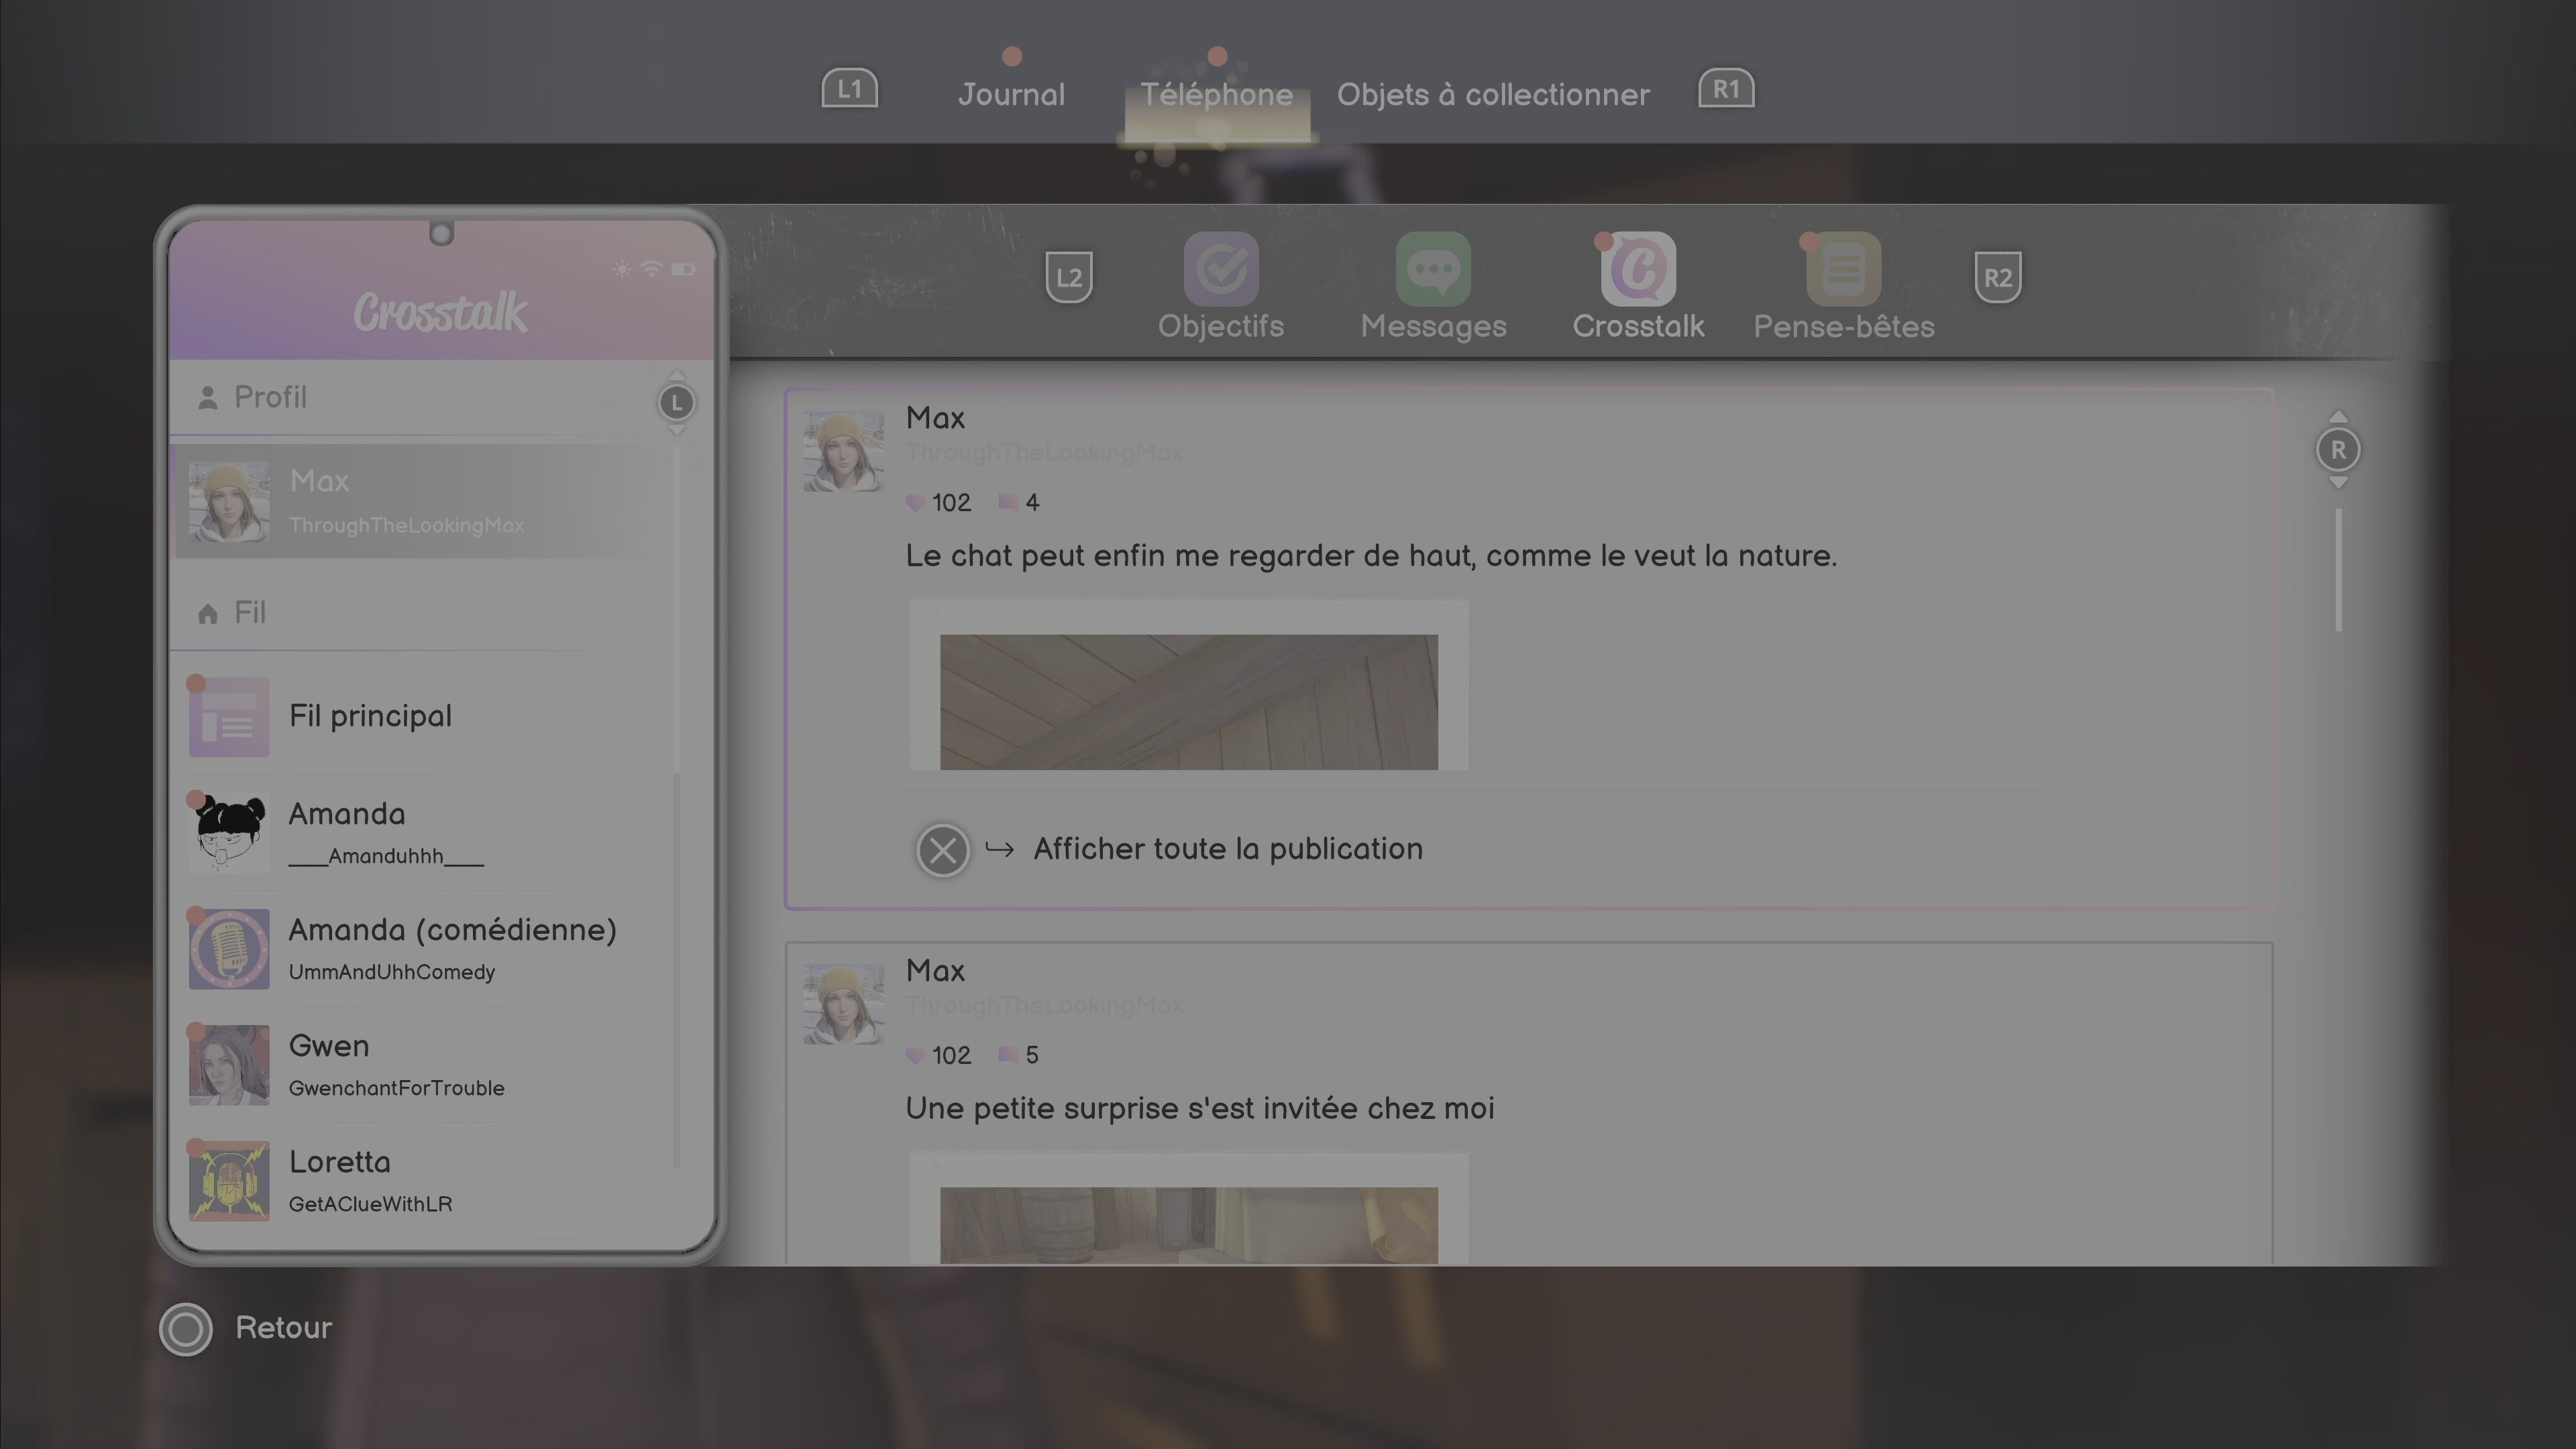 L1 Journal Téléphone Objets à collectionner R1
L2 Objectifs Messages Crosstalk Pense-bêtes R2
Crosstalk
Profil L
Max
ThroughTheLookingMax
Fil
Fil principal
Amanda
___Amanduhhh___
Amanda (comédienne)
UmmAndUhhComedy
Gwen
GwenchantForTrouble
Loretta
GetAClueWithLR
Max
ThroughTheLookingMax
102 4
Le chat peut enfin me regarder de haut, comme le veut la nature.
Afficher toute la publication
R
Max
ThroughTheLookingMax
102 5
Une petite surprise s'est invitée chez moi
Retour